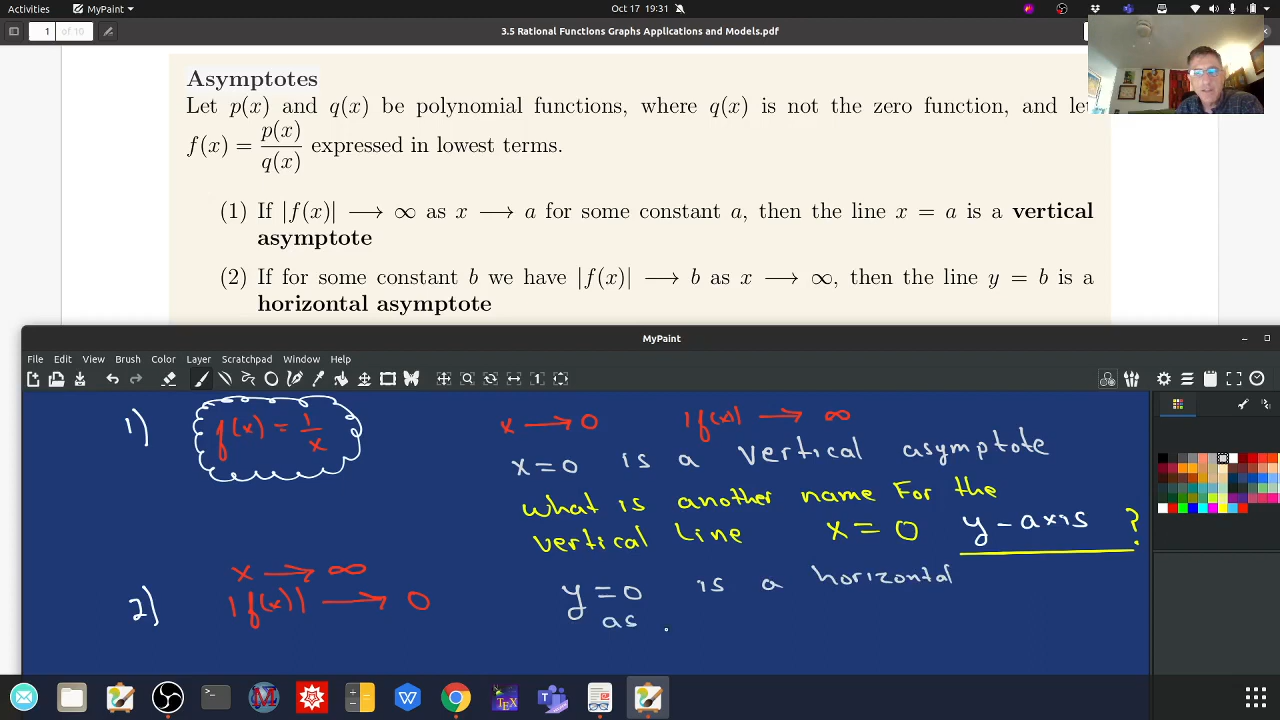 Activities
MyPaint
Oct 17 19:31
1 of 10
3.5 Rational Functions Graphs Applications and Models.pdf
Asymptotes
Let p(x) and q(x) be polynomial functions, where q(x) is not the zero function, and let
f(x) = p(x)/q(x) expressed in lowest terms.
(1) If |f(x)| ⟶ ∞ as x ⟶ a for some constant a, then the line x = a is a vertical
asymptote
(2) If for some constant b we have |f(x)| ⟶ b as x ⟶ ∞, then the line y = b is a
horizontal asymptote
MyPaint
File Edit View Brush Color Layer Scratchpad Window Help
1) f(x) = 1/x
x ⟶ 0 |f(x)| ⟶ ∞
x = 0 is a vertical asymptote
what is another name For the
vertical Line x = 0 y-axis ?
2) x ⟶ ∞
|f(x)| ⟶ 0
y = 0 is a horizontal
as